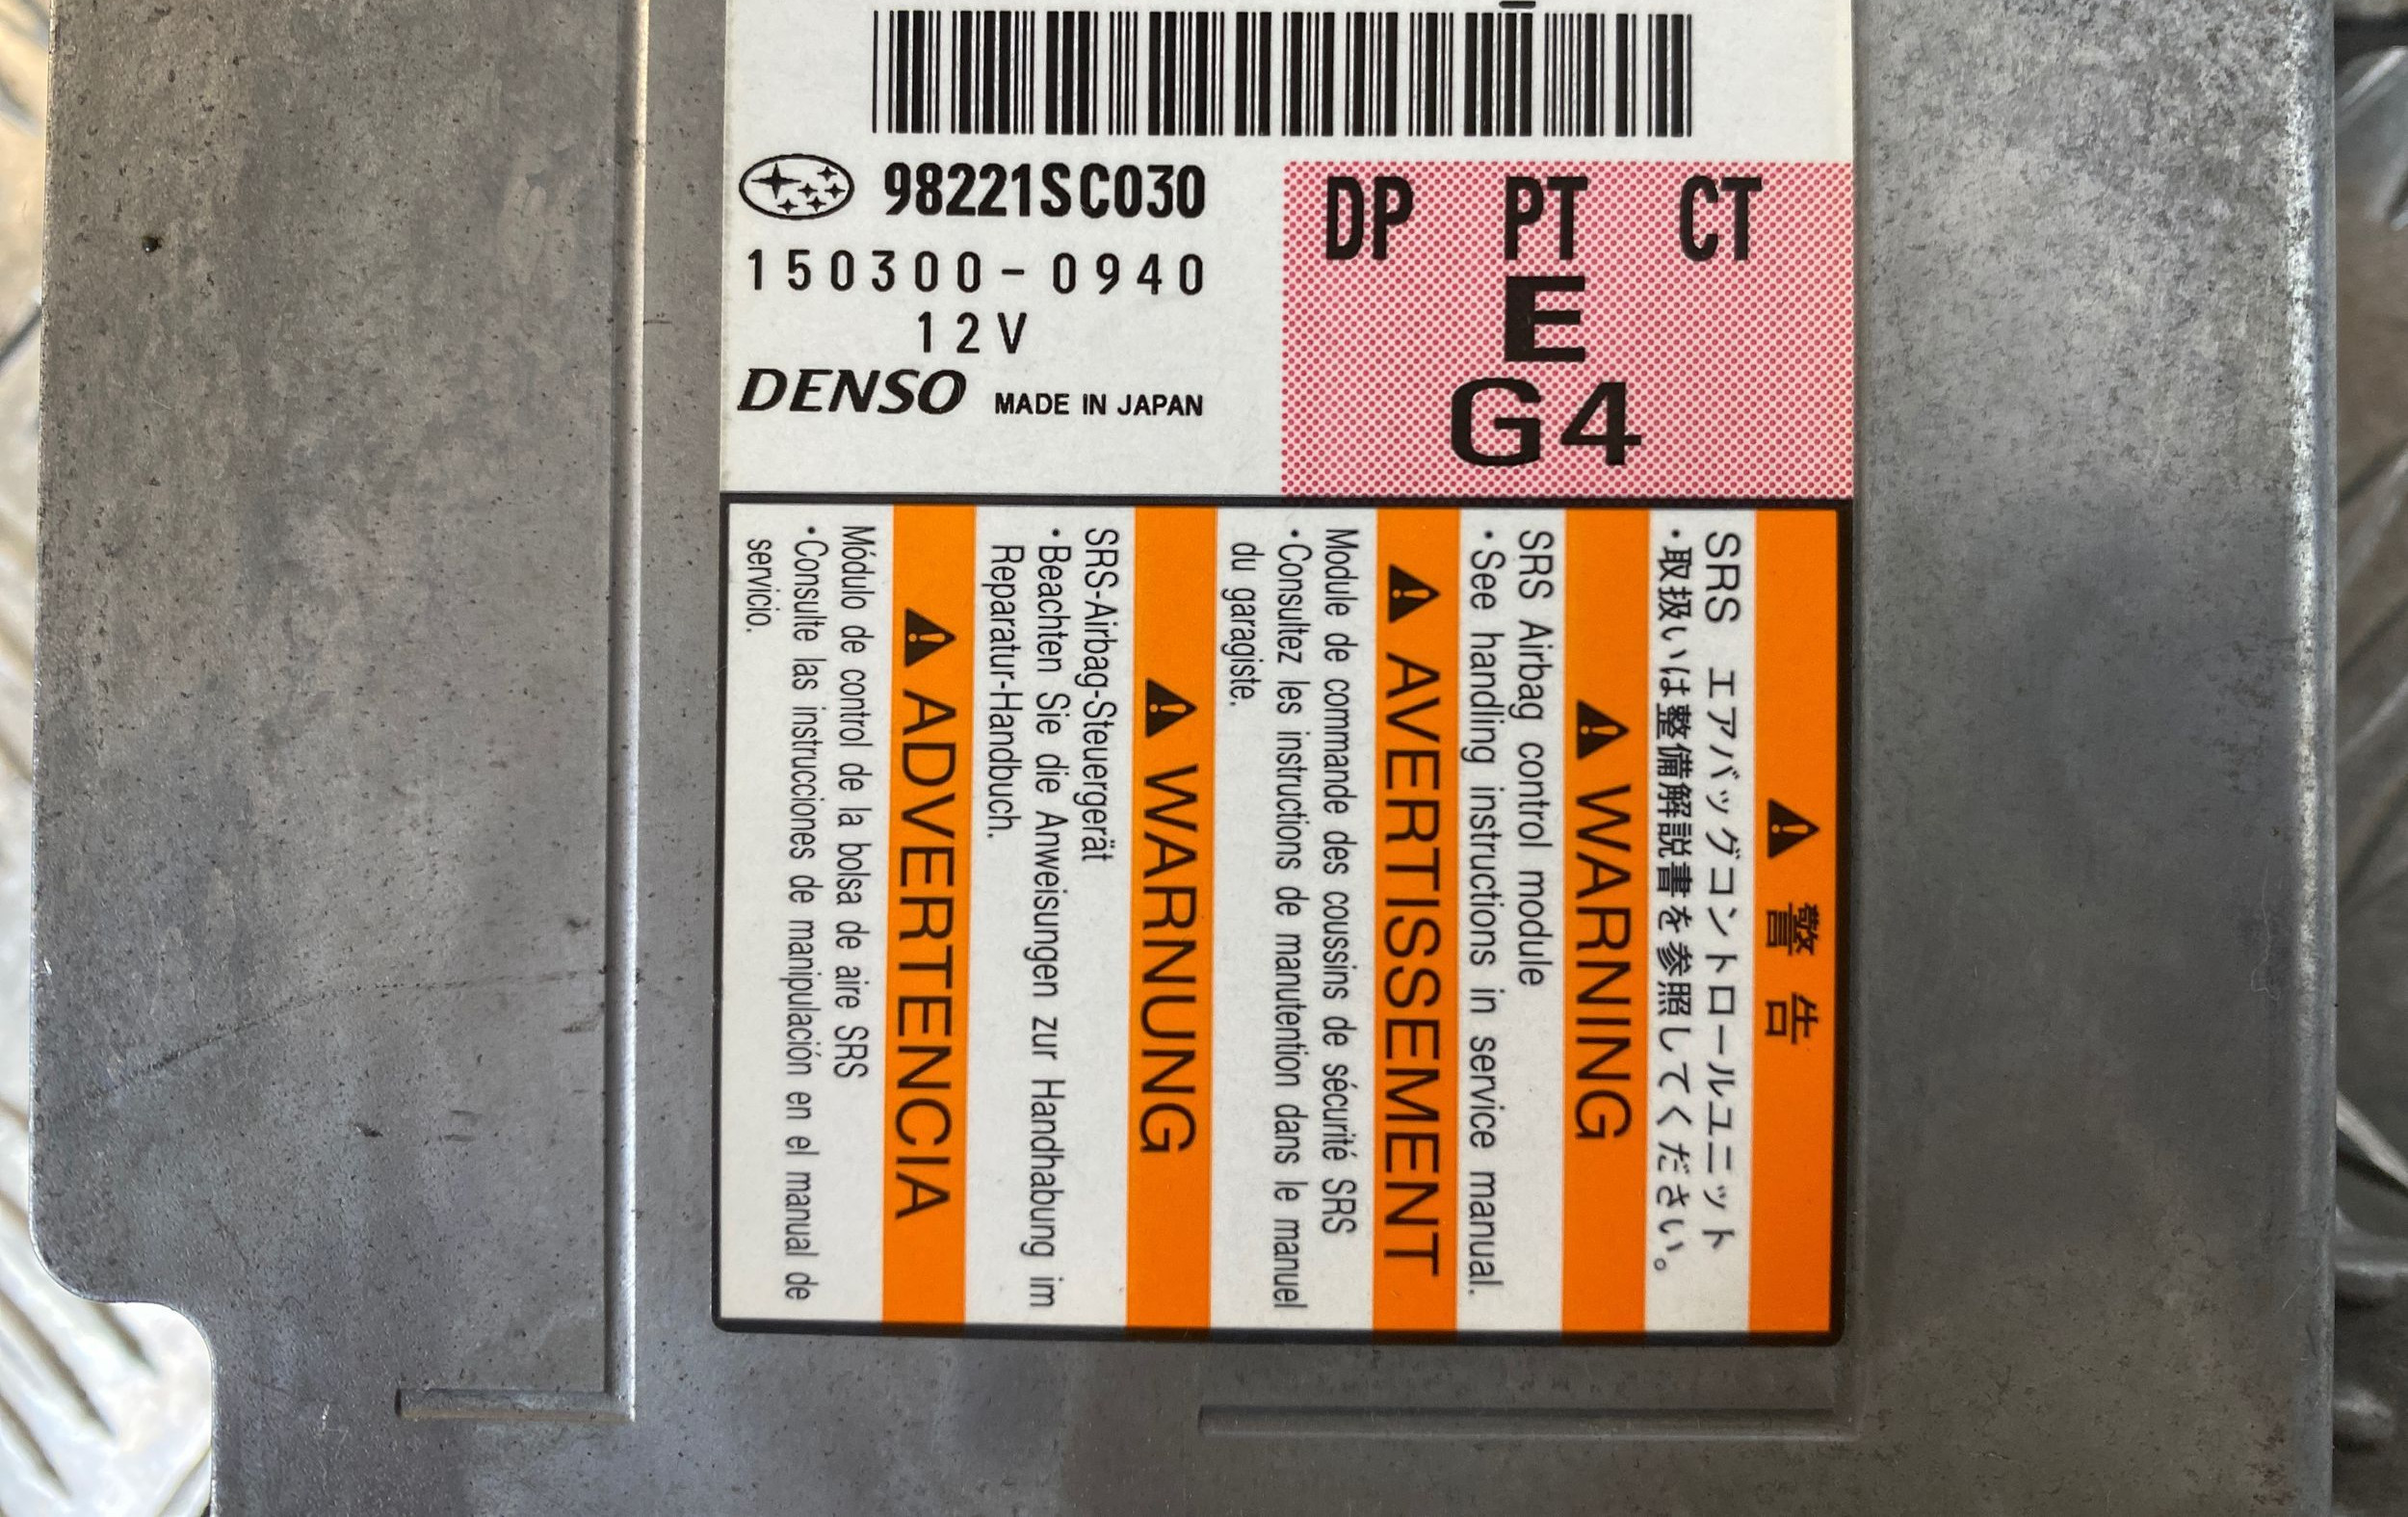 98221SC030
150300-0940
12V
DENSO MADE IN JAPAN
DP PT CT
E
G4
警告
SRS エアバッグコントロールユニット
・取扱いは整備解説書を参照してください。
WARNING
SRS Airbag control module
・See handling instructions in service manual.
AVERTISSEMENT
Module de commande des coussins de sécurité SRS
・Consultez les instructions de manutention dans le manuel
du garagiste.
WARNUNG
SRS-Airbag-Steuergerät
・Beachten Sie die Anweisungen zur Handhabung im
Reparatur-Handbuch.
ADVERTENCIA
Módulo de control de la bolsa de aire SRS
・Consulte las instrucciones de manipulación en el manual de
servicio.